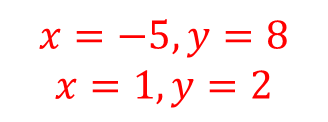 x = −5, y = 8
x = 1, y = 2